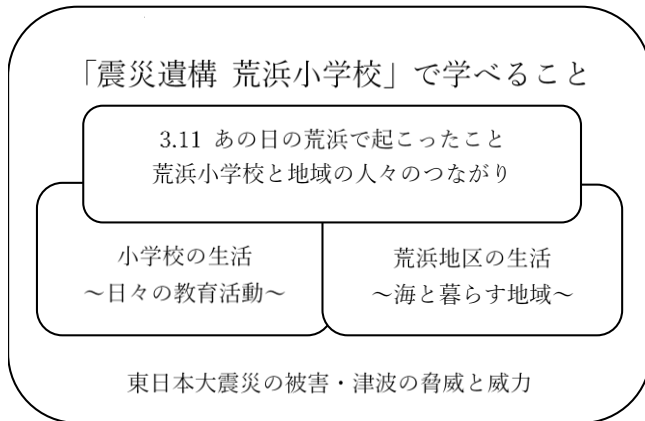 「震災遺構 荒浜小学校」で学べること
3.11 あの日の荒浜で起こったこと
荒浜小学校と地域の人々のつながり
小学校の生活
～日々の教育活動～
荒浜地区の生活
～海と暮らす地域～
東日本大震災の被害・津波の脅威と威力